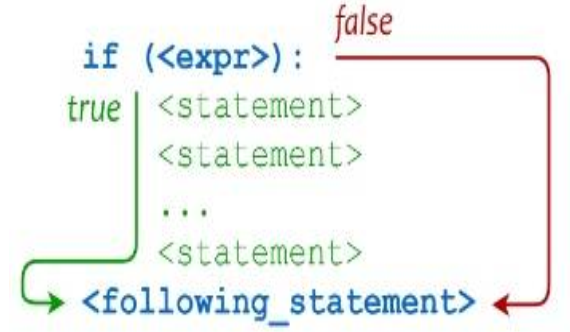 false
if (<expr>):
true <statement>
<statement>
...
<statement>
<following_statement>